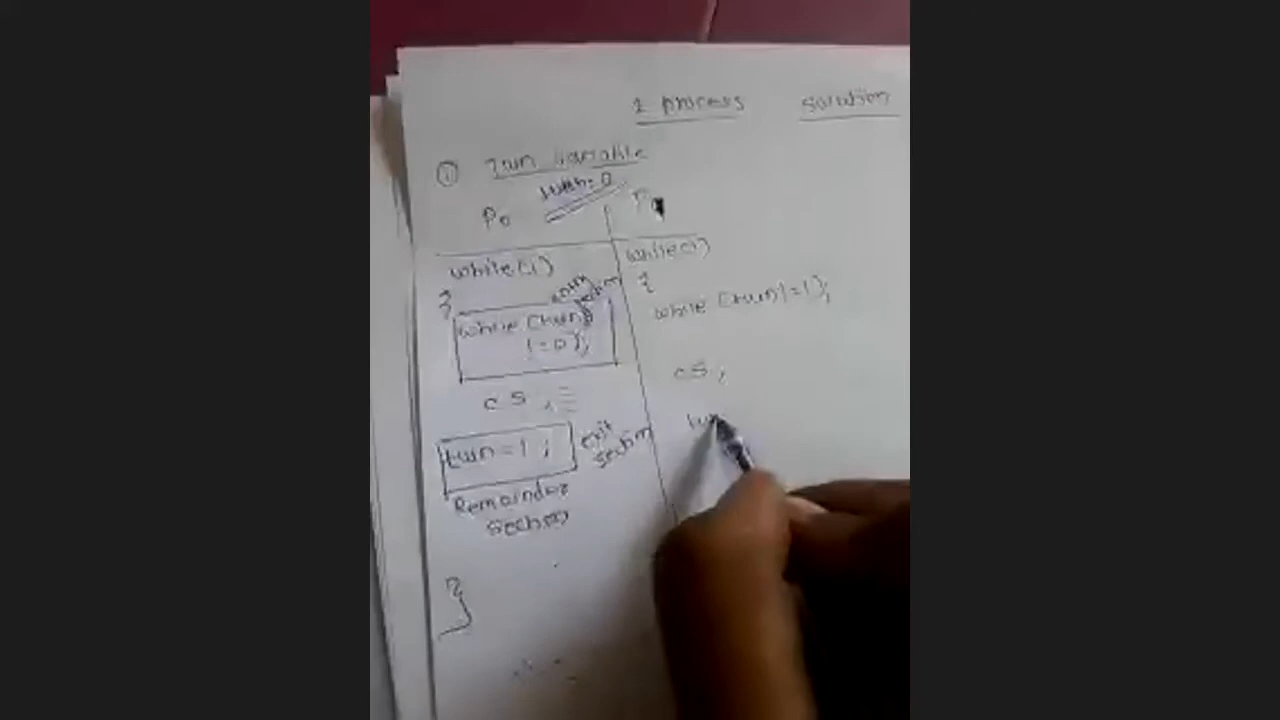 2 process solution
① Turn Variable
turn = 0
P0
while(1)
{
entry section
while (turn
!=0);
cs ;
turn = 1 ;
exit section
Remainder
section
}
while(1)
{
while (turn != 1);
cs ;
tur